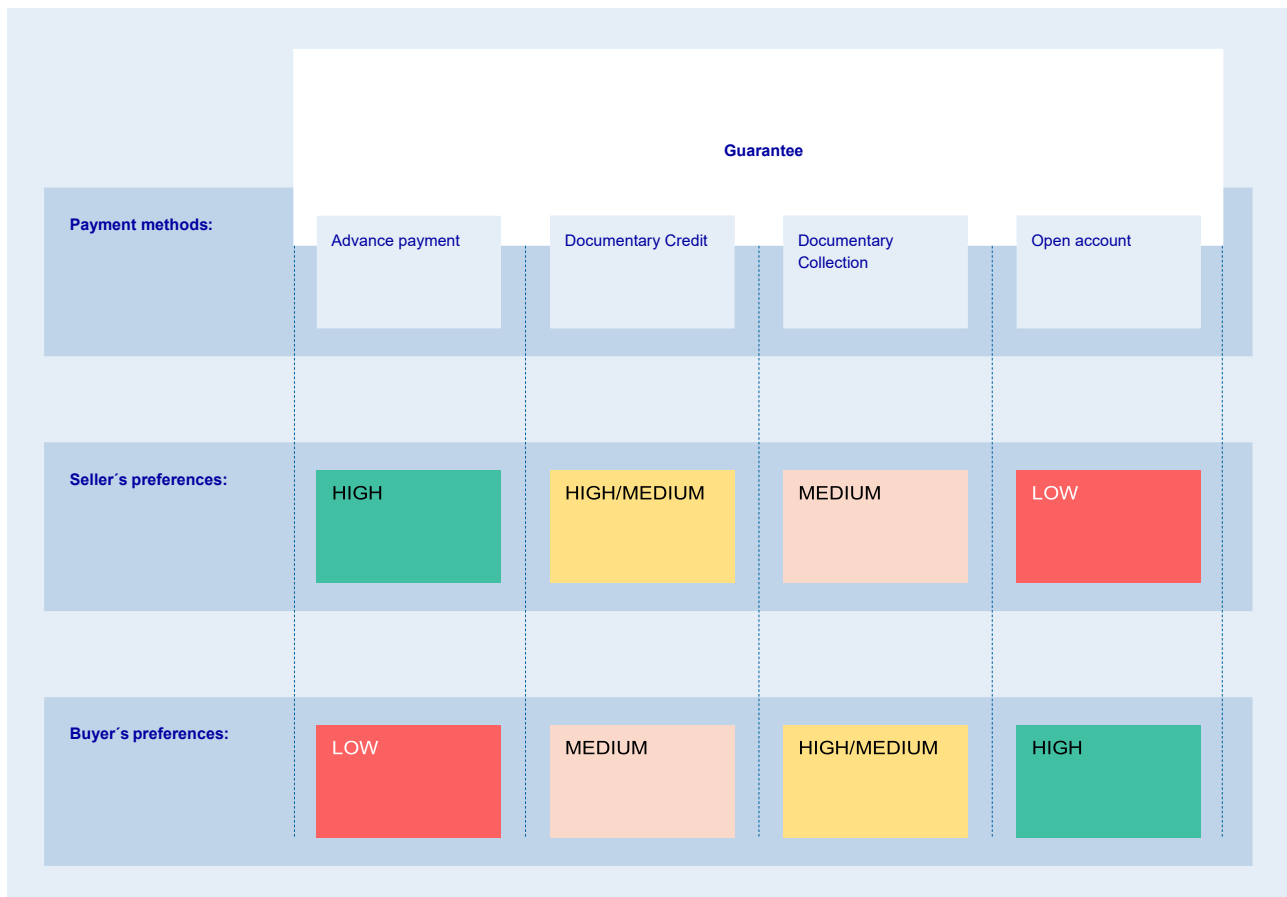 Guarantee
Payment methods:
Advance payment
Documentary Credit
Documentary
Collection
Open account
Seller´s preferences:
HIGH
HIGH/MEDIUM
MEDIUM
LOW
Buyer´s preferences:
LOW
MEDIUM
HIGH/MEDIUM
HIGH